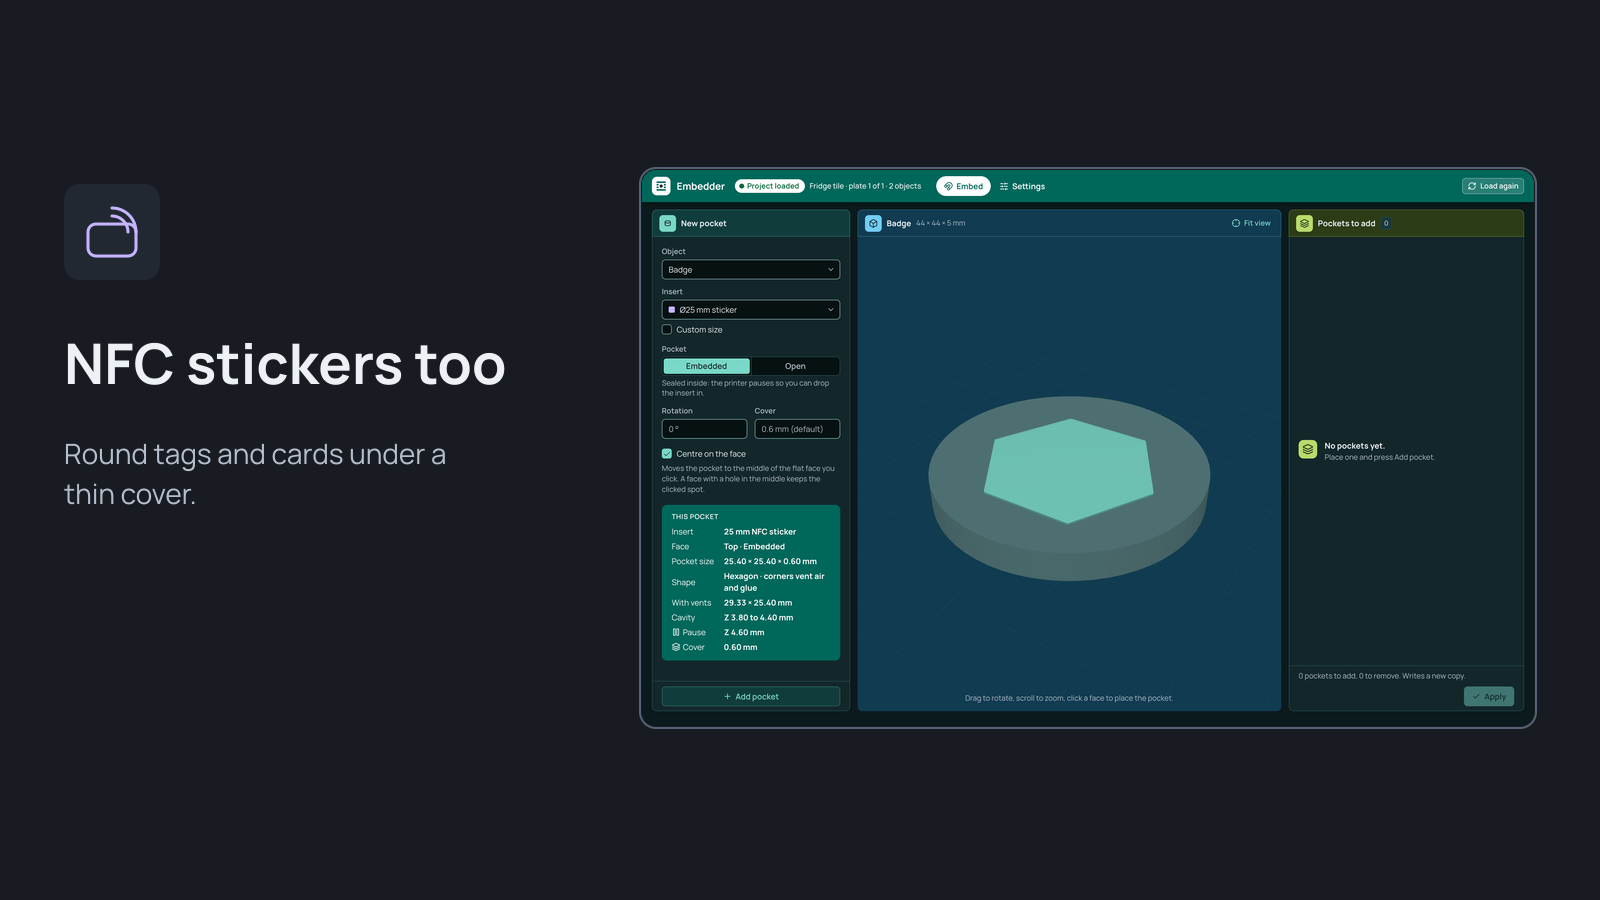 NFC stickers too
Round tags and cards under a
thin cover.
Embedder
Project loaded
Fridge tile · plate 1 of 1 · 2 objects
Embed
Settings
Load again
New pocket
Object
Badge
Insert
Ø25 mm sticker
Custom size
Pocket
Embedded
Open
Sealed inside: the printer pauses so you can drop
the insert in.
Rotation
Cover
0 °
0.6 mm (default)
Centre on the face
Moves the pocket to the middle of the flat face you
click. A face with a hole in the middle keeps the
clicked spot.
THIS POCKET
Insert 25 mm NFC sticker
Face Top · Embedded
Pocket size 25.40 × 25.40 × 0.60 mm
Shape Hexagon · corners vent air
and glue
With vents 29.33 × 25.40 mm
Cavity Z 3.80 to 4.40 mm
Pause Z 4.60 mm
Cover 0.60 mm
Add pocket
Badge 44 × 44 × 5 mm
Fit view
Drag to rotate, scroll to zoom, click a face to place the pocket.
Pockets to add 0
No pockets yet.
Place one and press Add pocket.
0 pockets to add, 0 to remove. Writes a new copy.
Apply